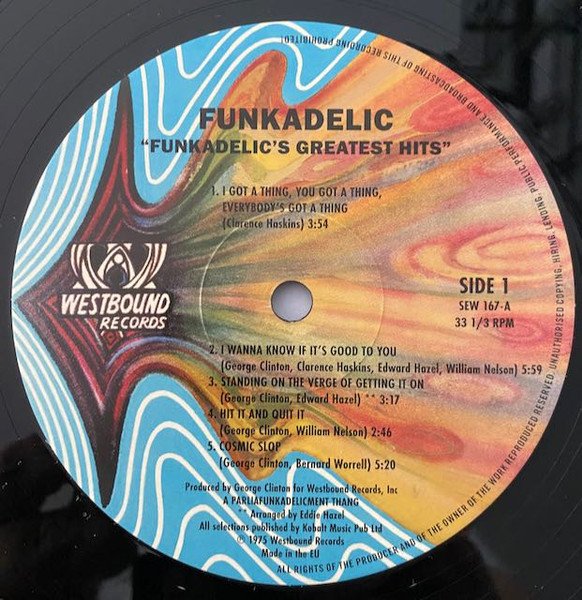 FUNKADELIC
"FUNKADELIC'S GREATEST HITS"
1. I GOT A THING, YOU GOT A THING,
EVERYBODY'S GOT A THING
(Clarence Haskins) 3:54
WESTBOUND
RECORDS
SIDE 1
SEW 167-A
33 1/3 RPM
2. I WANNA KNOW IF IT'S GOOD TO YOU
(George Clinton, Clarence Haskins, Edward Hazel, William Nelson) 5:59
3. STANDING ON THE VERGE OF GETTING IT ON
(George Clinton, Edward Hazel) ** 3:17
4. HIT IT AND QUIT IT
(George Clinton, William Nelson) 2:46
5. COSMIC SLOP
(George Clinton, Bernard Worrell) 5:20
Produced by George Clinton for Westbound Records, Inc
A PARLIAFUNKADELICMENT THANG
** Arranged by Eddie Hazel
All selections published by Kobalt Music Pub Ltd
℗ 1975 Westbound Records
Made in the EU
ALL RIGHTS OF THE PRODUCER AND OF THE OWNER OF THE WORK REPRODUCED RESERVED. UNAUTHORISED COPYING, HIRING, LENDING, PUBLIC PERFORMANCE AND BROADCASTING OF THIS RECORDING PROHIBITED!